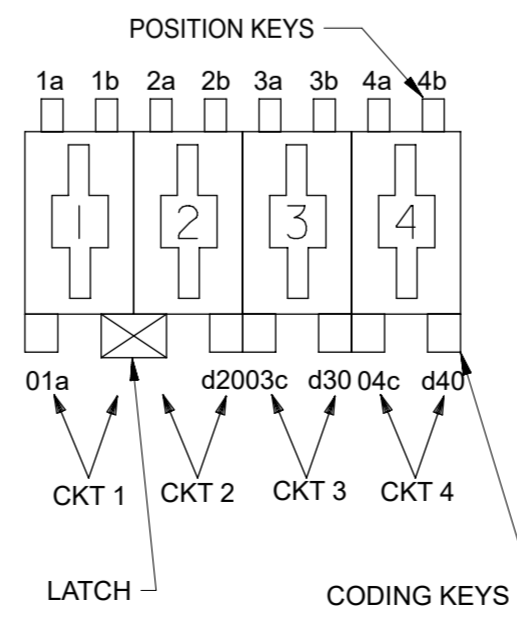 POSITION KEYS
1a 1b 2a 2b 3a 3b 4a 4b
1 2 3 4
01a d2003c d30 04c d40
CKT 1 CKT 2 CKT 3 CKT 4
LATCH
CODING KEYS